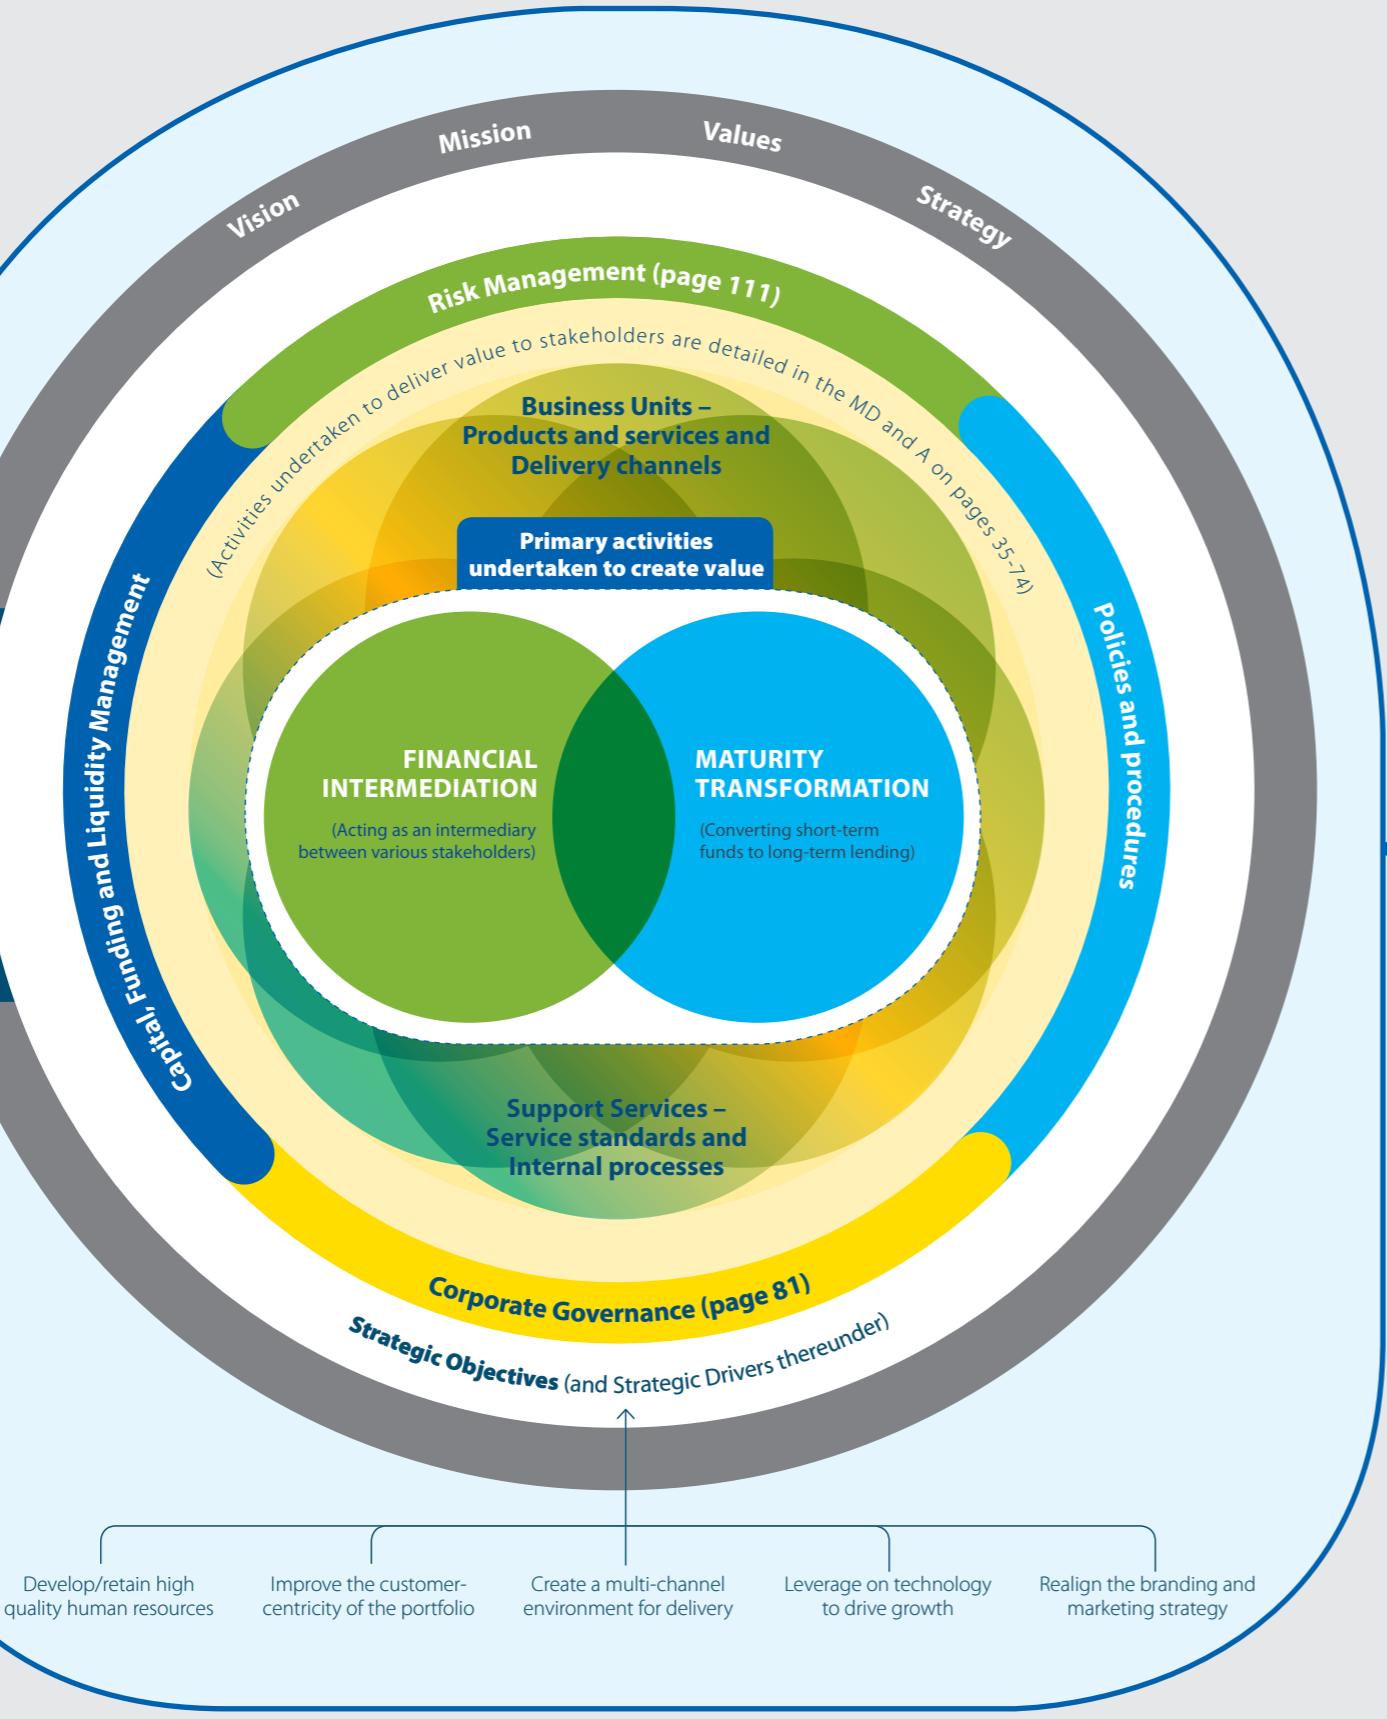 Vision
Mission
Values
Strategy
Risk Management (page 111)
(Activities undertaken to deliver value to stakeholders are detailed in the MD and A on pages 35-74)
Business Units –
Products and services and
Delivery channels
Primary activities
undertaken to create value
Capital, Funding and Liquidity Management
Policies and procedures
FINANCIAL
INTERMEDIATION
(Acting as an intermediary
between various stakeholders)
MATURITY
TRANSFORMATION
(Converting short-term
funds to long-term lending)
Support Services –
Service standards and
Internal processes
Corporate Governance (page 81)
Strategic Objectives (and Strategic Drivers thereunder)
Develop/retain high
quality human resources
Improve the customer-
centricity of the portfolio
Create a multi-channel
environment for delivery
Leverage on technology
to drive growth
Realign the branding and
marketing strategy